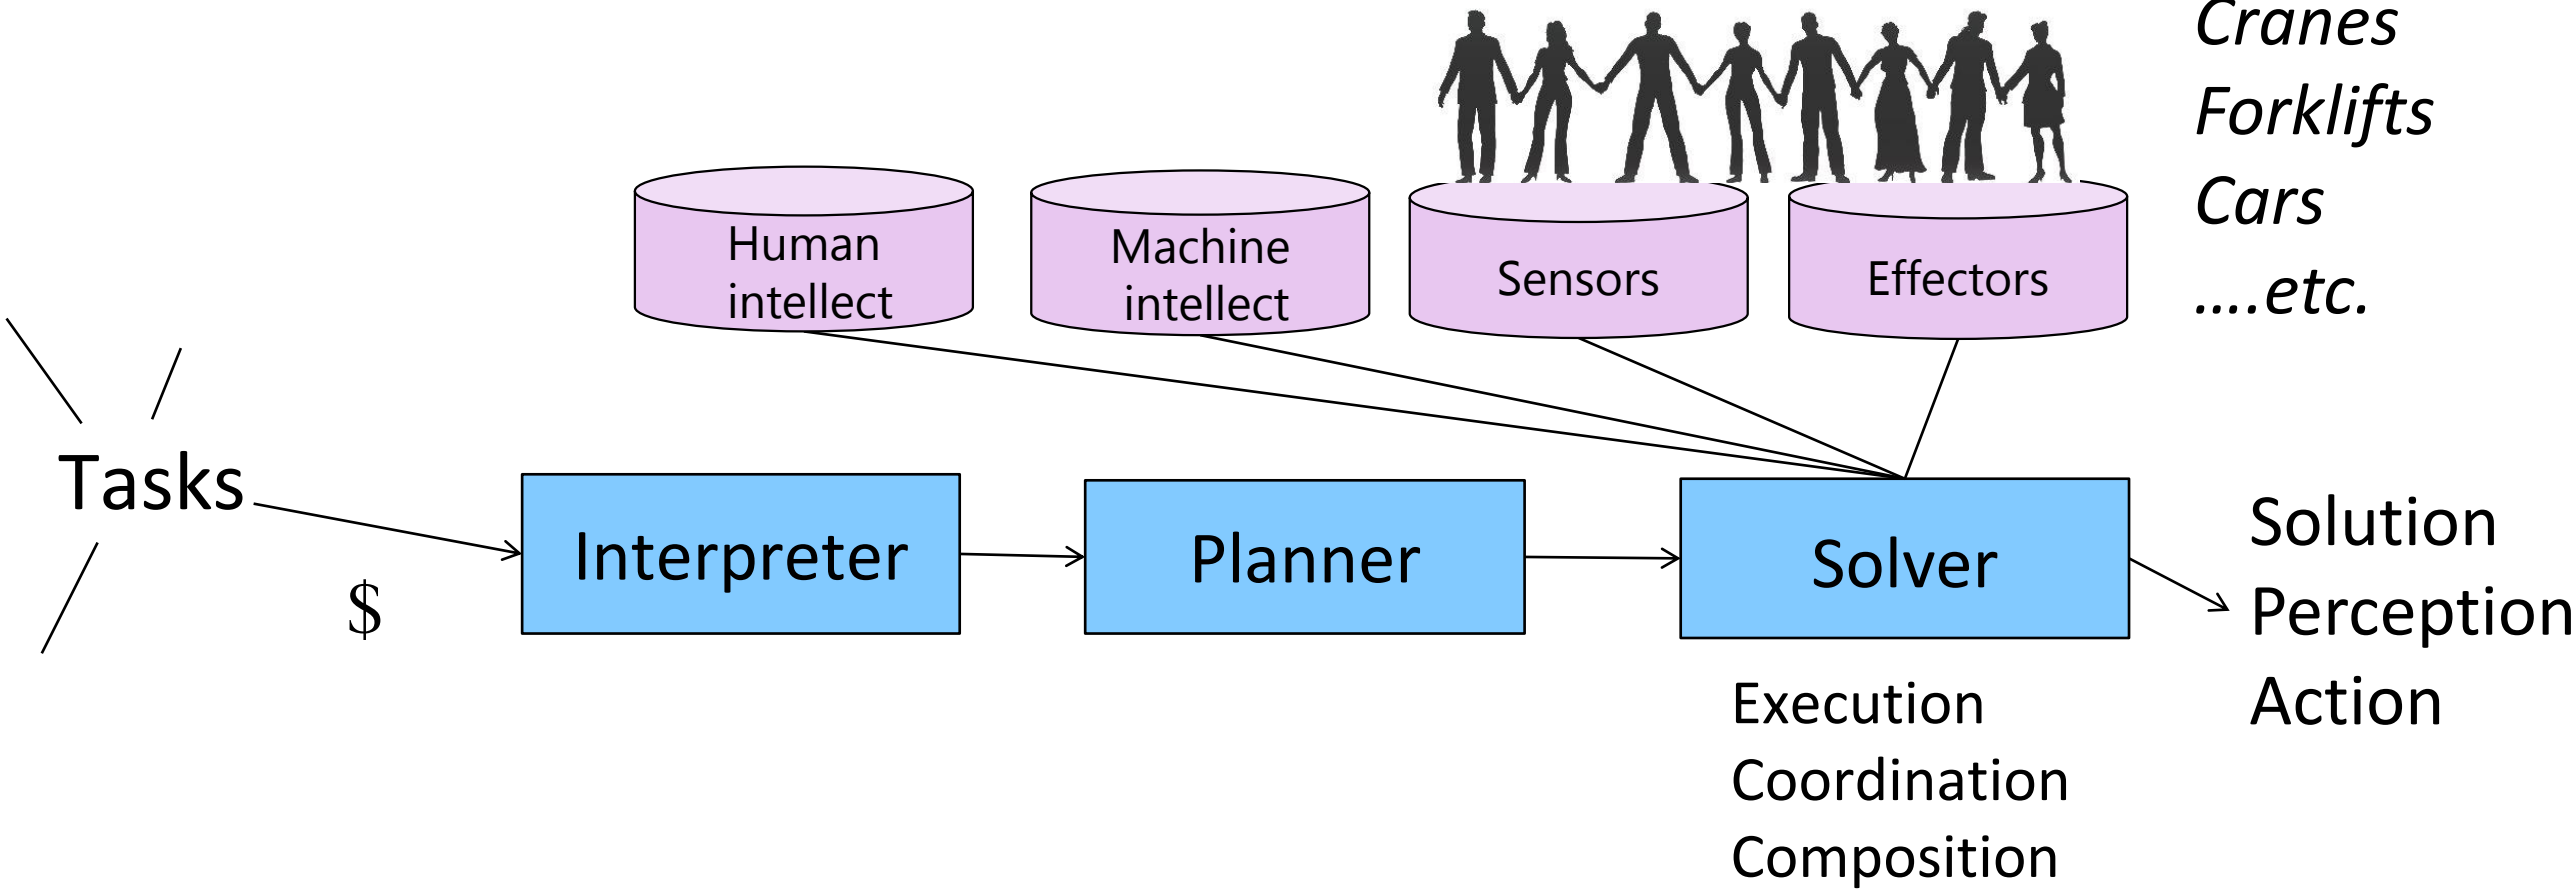 Cranes
Forklifts
Cars
....etc.
Human
intellect
Machine
intellect
Sensors
Effectors
Tasks
$
Interpreter
Planner
Solver
Solution
Perception
Action
Execution
Coordination
Composition